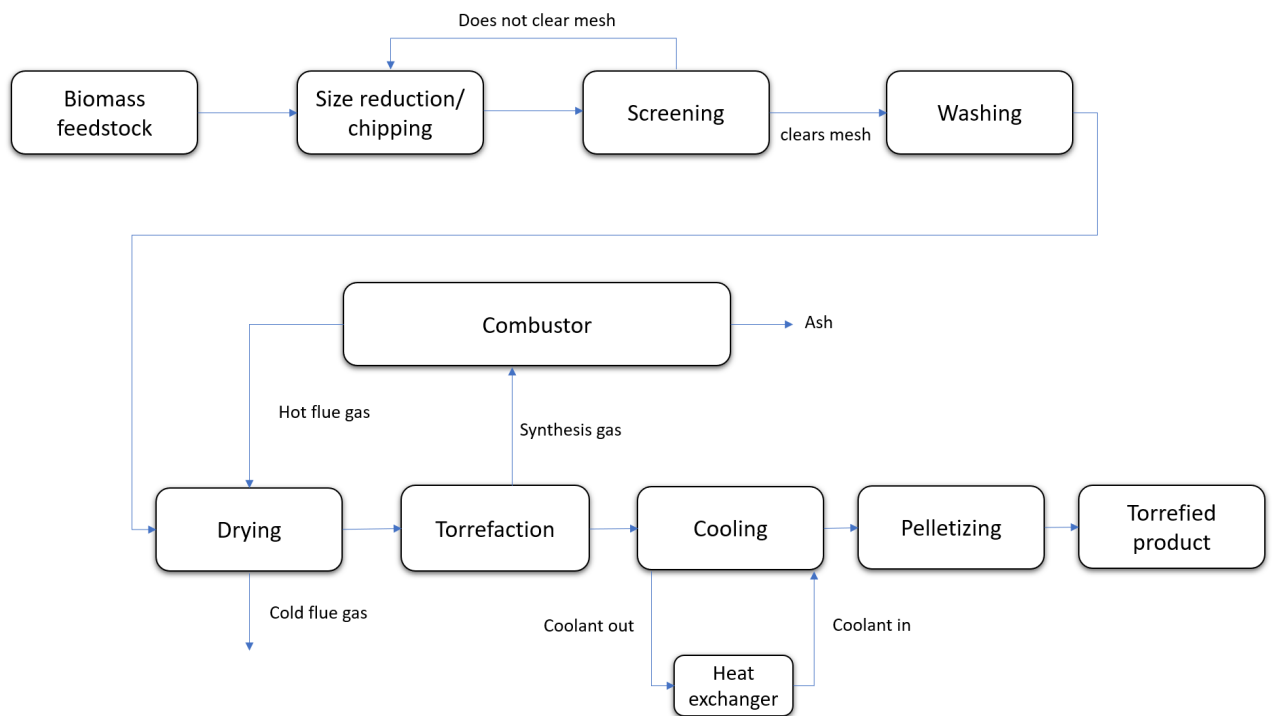 Does not clear mesh
Biomass
feedstock
Size reduction/
chipping
Screening
clears mesh
Washing
Combustor
Ash
Hot flue gas
Synthesis gas
Drying
Torrefaction
Cooling
Pelletizing
Torrefied
product
Cold flue gas
Coolant out
Coolant in
Heat
exchanger